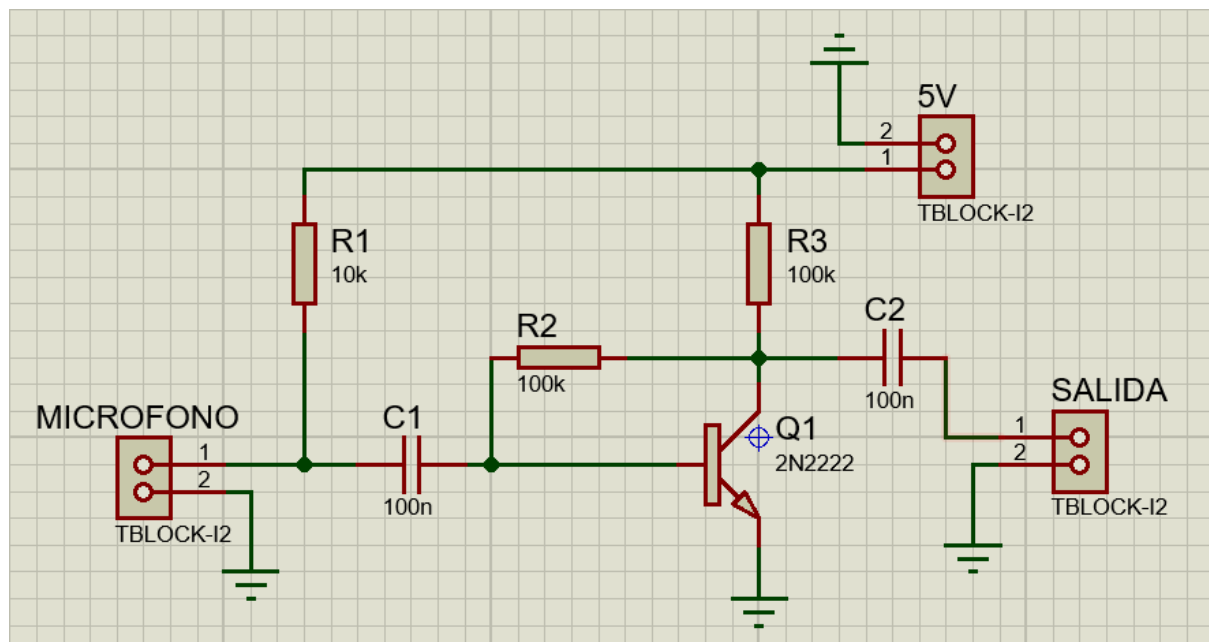 5V
2
1
TBLOCK-I2
R1
10k
R3
100k
R2
100k
C2
100n
MICROFONO
1
2
TBLOCK-I2
C1
100n
Q1
2N2222
SALIDA
1
2
TBLOCK-I2